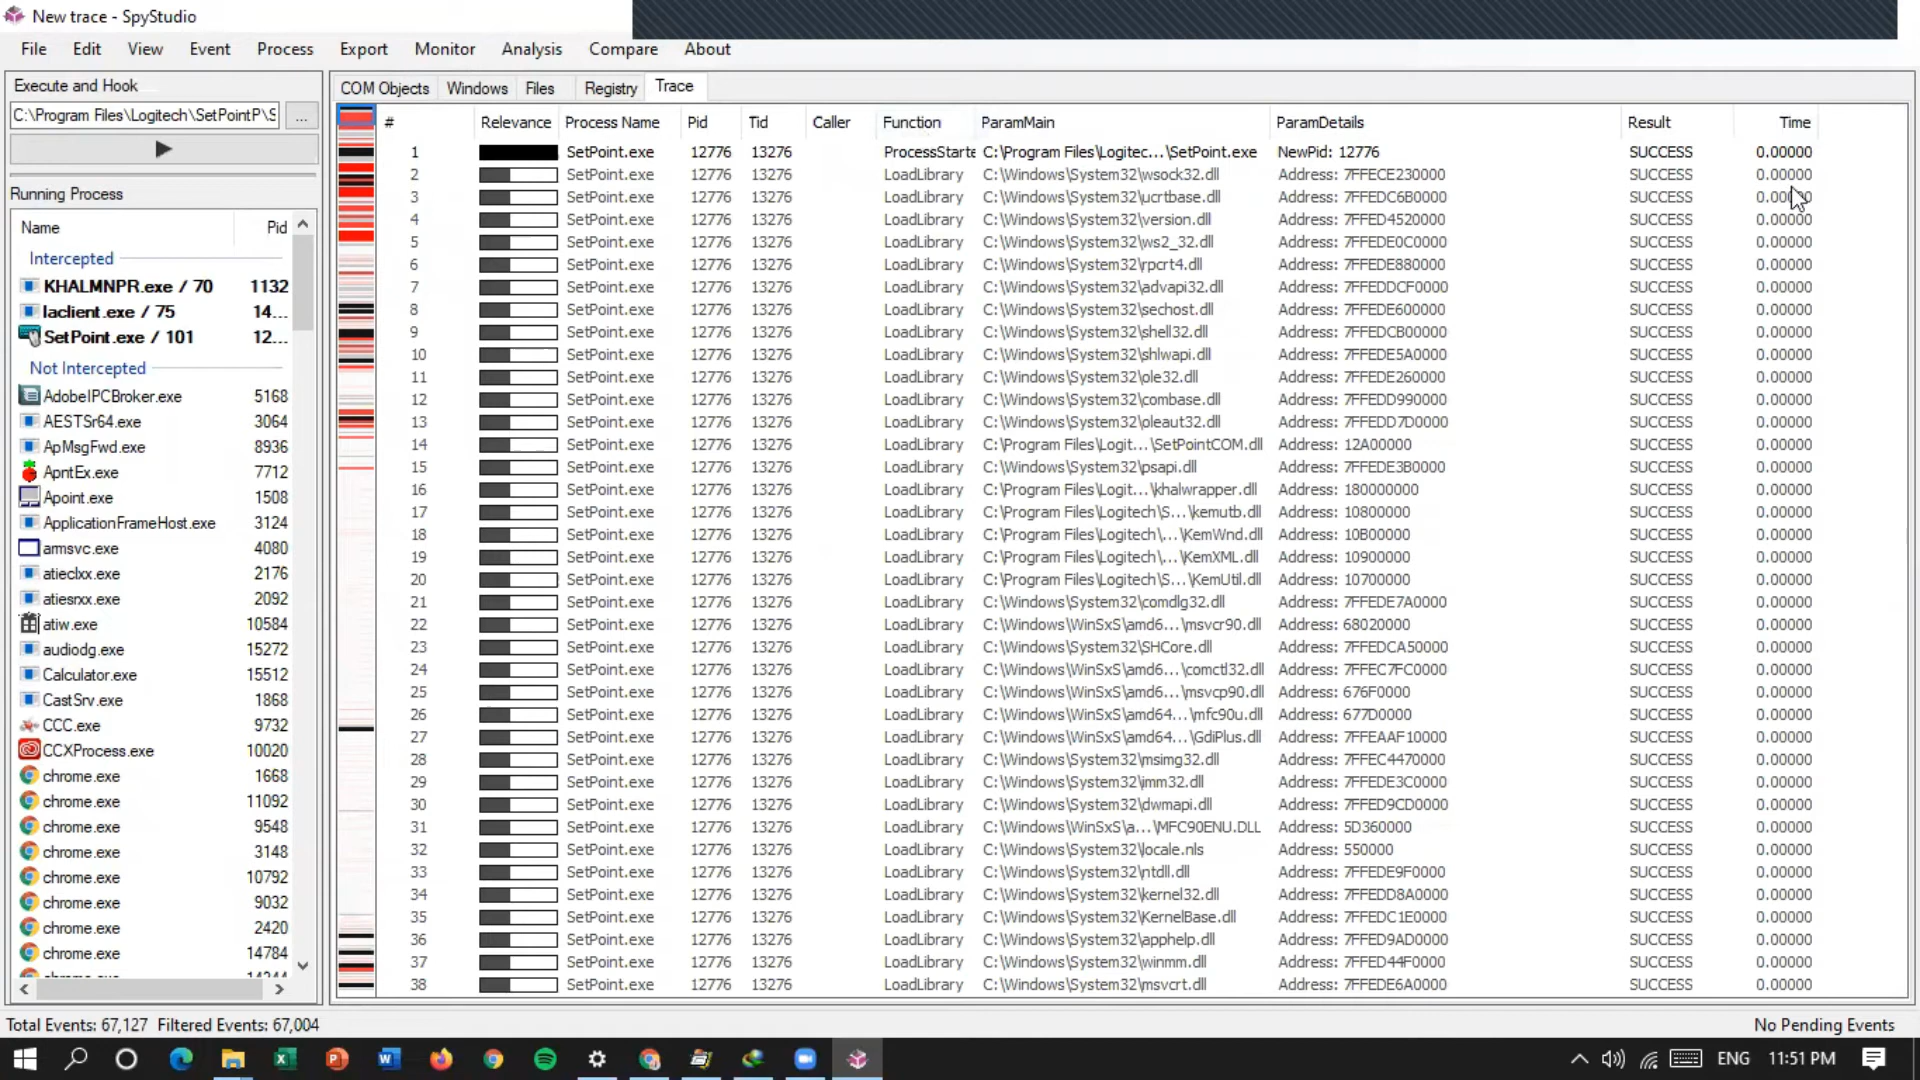 New trace - SpyStudio
File Edit View Event Process Export Monitor Analysis Compare About
Execute and Hook
C:\Program Files\Logitech\SetPointP\S ...
Running Process
Name Pid
Intercepted
KHALMNPR.exe / 70 1132
laclient.exe / 75 14...
SetPoint.exe / 101 12...
Not Intercepted
AdobeIPCBroker.exe 5168
AESTSr64.exe 3064
ApMsgFwd.exe 8936
ApntEx.exe 7712
Apoint.exe 1508
ApplicationFrameHost.exe 3124
armsvc.exe 4080
atieclxx.exe 2176
atiesrxx.exe 2092
atiw.exe 10584
audiodg.exe 15272
Calculator.exe 15512
CastSrv.exe 1868
CCC.exe 9732
CCXProcess.exe 10020
chrome.exe 1668
chrome.exe 11092
chrome.exe 9548
chrome.exe 3148
chrome.exe 10792
chrome.exe 9032
chrome.exe 2420
chrome.exe 14784
COM Objects Windows Files Registry Trace
# Relevance Process Name Pid Tid Caller Function ParamMain ParamDetails Result Time
1 SetPoint.exe 12776 13276 ProcessStarte C:\Program Files\Logitec...\SetPoint.exe NewPid: 12776 SUCCESS 0.00000
2 SetPoint.exe 12776 13276 LoadLibrary C:\Windows\System32\wsock32.dll Address: 7FFECE230000 SUCCESS 0.00000
3 SetPoint.exe 12776 13276 LoadLibrary C:\Windows\System32\ucrtbase.dll Address: 7FFEDC6B0000 SUCCESS
4 SetPoint.exe 12776 13276 LoadLibrary C:\Windows\System32\version.dll Address: 7FFED4520000 SUCCESS 0.00000
5 SetPoint.exe 12776 13276 LoadLibrary C:\Windows\System32\ws2_32.dll Address: 7FFEDE0C0000 SUCCESS 0.00000
6 SetPoint.exe 12776 13276 LoadLibrary C:\Windows\System32\rpcrt4.dll Address: 7FFEDE880000 SUCCESS 0.00000
7 SetPoint.exe 12776 13276 LoadLibrary C:\Windows\System32\advapi32.dll Address: 7FFEDDCF0000 SUCCESS 0.00000
8 SetPoint.exe 12776 13276 LoadLibrary C:\Windows\System32\sechost.dll Address: 7FFEDE600000 SUCCESS 0.00000
9 SetPoint.exe 12776 13276 LoadLibrary C:\Windows\System32\shell32.dll Address: 7FFEDCB00000 SUCCESS 0.00000
10 SetPoint.exe 12776 13276 LoadLibrary C:\Windows\System32\shlwapi.dll Address: 7FFEDE5A0000 SUCCESS 0.00000
11 SetPoint.exe 12776 13276 LoadLibrary C:\Windows\System32\ole32.dll Address: 7FFEDE260000 SUCCESS 0.00000
12 SetPoint.exe 12776 13276 LoadLibrary C:\Windows\System32\combase.dll Address: 7FFEDD990000 SUCCESS 0.00000
13 SetPoint.exe 12776 13276 LoadLibrary C:\Windows\System32\oleaut32.dll Address: 7FFEDD7D0000 SUCCESS 0.00000
14 SetPoint.exe 12776 13276 LoadLibrary C:\Program Files\Logit...\SetPointCOM.dll Address: 12A00000 SUCCESS 0.00000
15 SetPoint.exe 12776 13276 LoadLibrary C:\Windows\System32\psapi.dll Address: 7FFEDE3B0000 SUCCESS 0.00000
16 SetPoint.exe 12776 13276 LoadLibrary C:\Program Files\Logit...\khalwrapper.dll Address: 180000000 SUCCESS 0.00000
17 SetPoint.exe 12776 13276 LoadLibrary C:\Program Files\Logitech\S...\kemutb.dll Address: 10800000 SUCCESS 0.00000
18 SetPoint.exe 12776 13276 LoadLibrary C:\Program Files\Logitech\...\KemWnd.dll Address: 10B00000 SUCCESS 0.00000
19 SetPoint.exe 12776 13276 LoadLibrary C:\Program Files\Logitech\...\KemXML.dll Address: 10900000 SUCCESS 0.00000
20 SetPoint.exe 12776 13276 LoadLibrary C:\Program Files\Logitech\S...\KemUtil.dll Address: 10700000 SUCCESS 0.00000
21 SetPoint.exe 12776 13276 LoadLibrary C:\Windows\System32\comdlg32.dll Address: 7FFEDE7A0000 SUCCESS 0.00000
22 SetPoint.exe 12776 13276 LoadLibrary C:\Windows\WinSxS\amd6...\msvcr90.dll Address: 68020000 SUCCESS 0.00000
23 SetPoint.exe 12776 13276 LoadLibrary C:\Windows\System32\SHCore.dll Address: 7FFEDCA50000 SUCCESS 0.00000
24 SetPoint.exe 12776 13276 LoadLibrary C:\Windows\WinSxS\amd6...\comctl32.dll Address: 7FFEC7FC0000 SUCCESS 0.00000
25 SetPoint.exe 12776 13276 LoadLibrary C:\Windows\WinSxS\amd6...\msvcp90.dll Address: 676F0000 SUCCESS 0.00000
26 SetPoint.exe 12776 13276 LoadLibrary C:\Windows\WinSxS\amd64...\mfc90u.dll Address: 677D0000 SUCCESS 0.00000
27 SetPoint.exe 12776 13276 LoadLibrary C:\Windows\WinSxS\amd64...\GdiPlus.dll Address: 7FFEAAF10000 SUCCESS 0.00000
28 SetPoint.exe 12776 13276 LoadLibrary C:\Windows\System32\msimg32.dll Address: 7FFEC4470000 SUCCESS 0.00000
29 SetPoint.exe 12776 13276 LoadLibrary C:\Windows\System32\imm32.dll Address: 7FFEDE3C0000 SUCCESS 0.00000
30 SetPoint.exe 12776 13276 LoadLibrary C:\Windows\System32\dwmapi.dll Address: 7FFED9CD0000 SUCCESS 0.00000
31 SetPoint.exe 12776 13276 LoadLibrary C:\Windows\WinSxS\a...\MFC90ENU.DLL Address: 5D360000 SUCCESS 0.00000
32 SetPoint.exe 12776 13276 LoadLibrary C:\Windows\System32\locale.nls Address: 550000 SUCCESS 0.00000
33 SetPoint.exe 12776 13276 LoadLibrary C:\Windows\System32\ntdll.dll Address: 7FFEDE9F0000 SUCCESS 0.00000
34 SetPoint.exe 12776 13276 LoadLibrary C:\Windows\System32\kernel32.dll Address: 7FFEDD8A0000 SUCCESS 0.00000
35 SetPoint.exe 12776 13276 LoadLibrary C:\Windows\System32\KernelBase.dll Address: 7FFEDC1E0000 SUCCESS 0.00000
36 SetPoint.exe 12776 13276 LoadLibrary C:\Windows\System32\apphelp.dll Address: 7FFED9AD0000 SUCCESS 0.00000
37 SetPoint.exe 12776 13276 LoadLibrary C:\Windows\System32\winmm.dll Address: 7FFED44F0000 SUCCESS 0.00000
38 SetPoint.exe 12776 13276 LoadLibrary C:\Windows\System32\msvcrt.dll Address: 7FFEDE6A0000 SUCCESS 0.00000
Total Events: 67,127 Filtered Events: 67,004 No Pending Events
ENG 11:51 PM